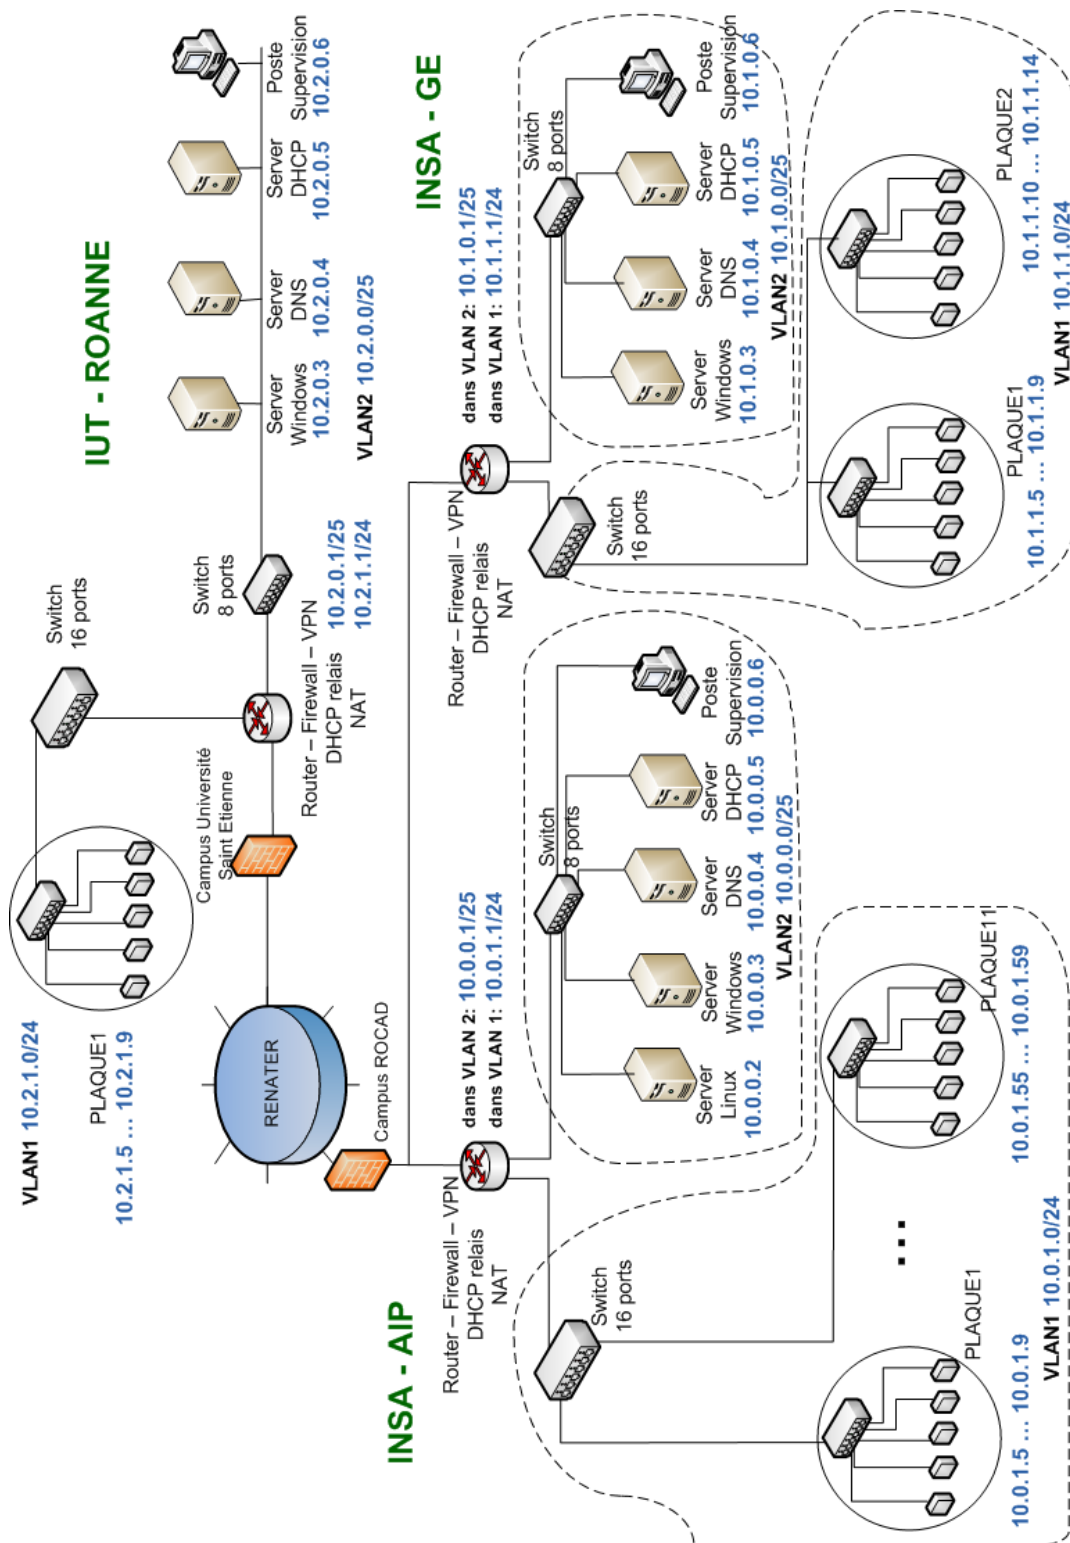 IUT - ROANNE
Switch
16 ports
VLAN1 10.2.1.0/24
PLAQUE1
10.2.1.5 ... 10.2.1.9
Campus Université
Saint Etienne
RENATER
Router – Firewall – VPN
DHCP relais
NAT
10.2.0.1/25
10.2.1.1/24
Switch
8 ports
Server
Windows
10.2.0.3
Server
DNS
10.2.0.4
Server
DHCP
10.2.0.5
Poste
Supervision
10.2.0.6
VLAN2 10.2.0.0/25
Campus ROCAD
INSA - AIP
Router – Firewall – VPN
DHCP relais
NAT
dans VLAN 2: 10.0.0.1/25
dans VLAN 1: 10.0.1.1/24
Switch
8 ports
Server
Linux
10.0.0.2
Server
Windows
10.0.0.3
Server
DNS
10.0.0.4
Server
DHCP
10.0.0.5
Poste
Supervision
10.0.0.6
VLAN2 10.0.0.0/25
Switch
16 ports
PLAQUE1
10.0.1.5 ... 10.0.1.9
...
PLAQUE11
10.0.1.55 ... 10.0.1.59
VLAN1 10.0.1.0/24
INSA - GE
Router – Firewall – VPN
DHCP relais
NAT
dans VLAN 2: 10.1.0.1/25
dans VLAN 1: 10.1.1.1/24
Switch
8 ports
Server
Windows
10.1.0.3
Server
DNS
10.1.0.4
Server
DHCP
10.1.0.5
Poste
Supervision
10.1.0.6
VLAN2 10.1.0.0/25
Switch
16 ports
PLAQUE1
10.1.1.5 ... 10.1.1.9
PLAQUE2
10.1.1.10 ... 10.1.1.14
VLAN1 10.1.1.0/24